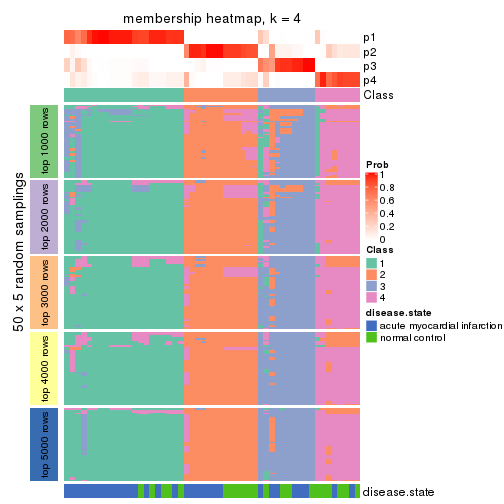 membership heatmap, k = 4
p1
p2
p3
p4
Class
50 x 5 random samplings
top 1000 rows
top 2000 rows
top 3000 rows
top 4000 rows
top 5000 rows
Prob
1
0.8
0.6
0.4
0.2
0
Class
1
2
3
4
disease.state
acute myocardial infarction
normal control
disease.state